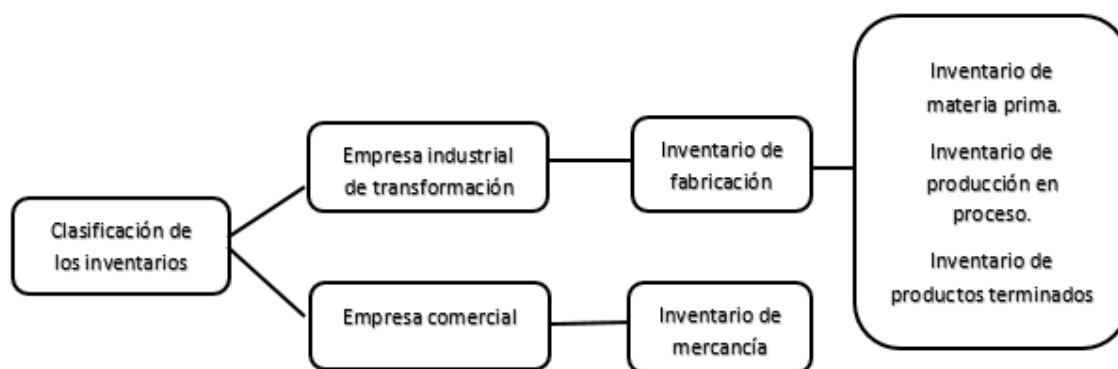 Clasificación de
los inventarios
Empresa industrial
de transformación
Inventario de
fabricación
Inventario de
materia prima.
Inventario de
producción en
proceso.
Inventario de
productos terminados
Empresa comercial
Inventario de
mercancía